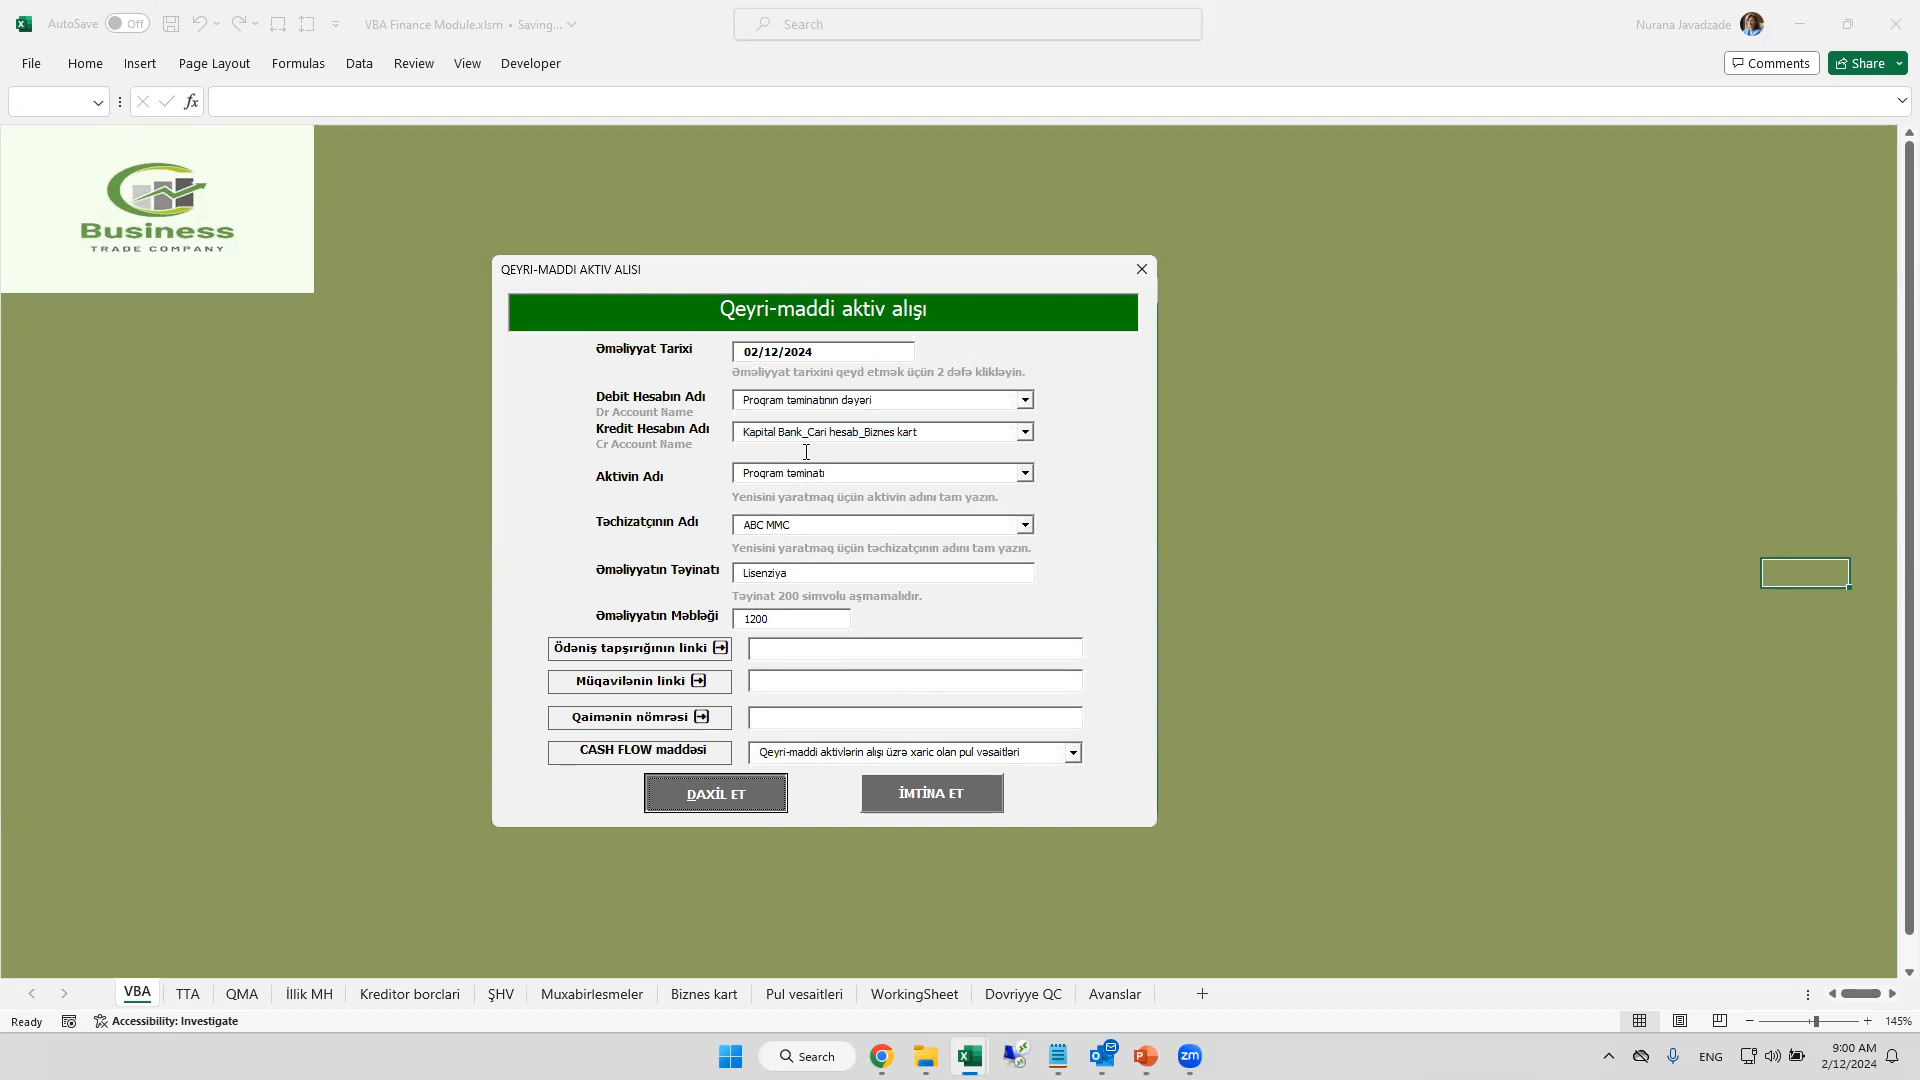 AutoSave Off VBA Finance Module.xlsm • Saving... Search Nurana Javadzade
File Home Insert Page Layout Formulas Data Review View Developer Comments Share
fx
Business
TRADE COMPANY
QEYRI-MADDI AKTIV ALISI
Qeyri-maddi aktiv alışı
Əməliyyat Tarixi 02/12/2024
Əməliyyat tarixini qeyd etmək üçün 2 dəfə klikləyin.
Debit Hesabın Adı Proqram təminatının dəyəri
Dr Account Name
Kredit Hesabın Adı Kapital Bank_Cari hesab_Biznes kart
Cr Account Name
Aktivin Adı Proqram təminatı
Yenisini yaratmaq üçün aktivin adını tam yazın.
Təchizatçının Adı ABC MMC
Yenisini yaratmaq üçün təchizatçının adını tam yazın.
Əməliyyatın Təyinatı Lisenziya
Təyinat 200 simvolu aşmamalıdır.
Əməliyyatın Məbləği 1200
Ödəniş tapşırığının linki
Müqavilənin linki
Qaimənin nömrəsi
CASH FLOW maddəsi Qeyri-maddi aktivlərin alışı üzrə xaric olan pul vəsaitləri
DAXİL ET İMTİNA ET
VBA TTA QMA İllik MH Kreditor borclari ŞHV Muxabirlesmeler Biznes kart Pul vesaitleri WorkingSheet Dovriyye QC Avanslar
Ready Accessibility: Investigate 145%
Search zm ENG 9:00 AM
2/12/2024